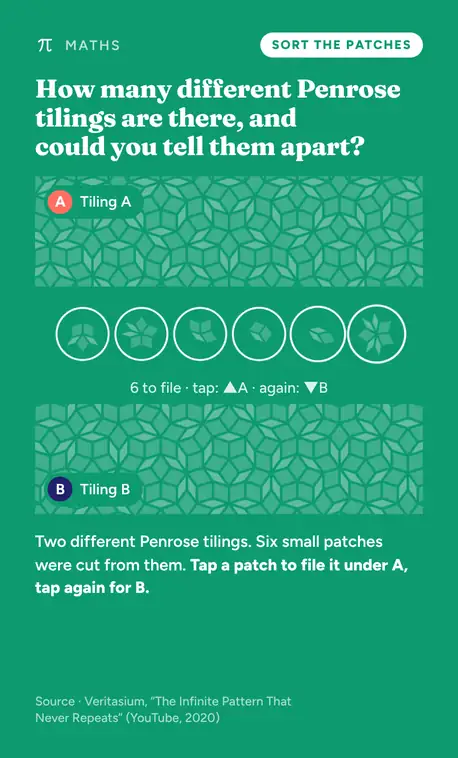 π MATHS
SORT THE PATCHES
How many different Penrose
tilings are there, and
could you tell them apart?
A Tiling A
6 to file · tap: ▲A · again: ▼B
B Tiling B
Two different Penrose tilings. Six small patches
were cut from them. Tap a patch to file it under A,
tap again for B.
Source · Veritasium, “The Infinite Pattern That
Never Repeats” (YouTube, 2020)